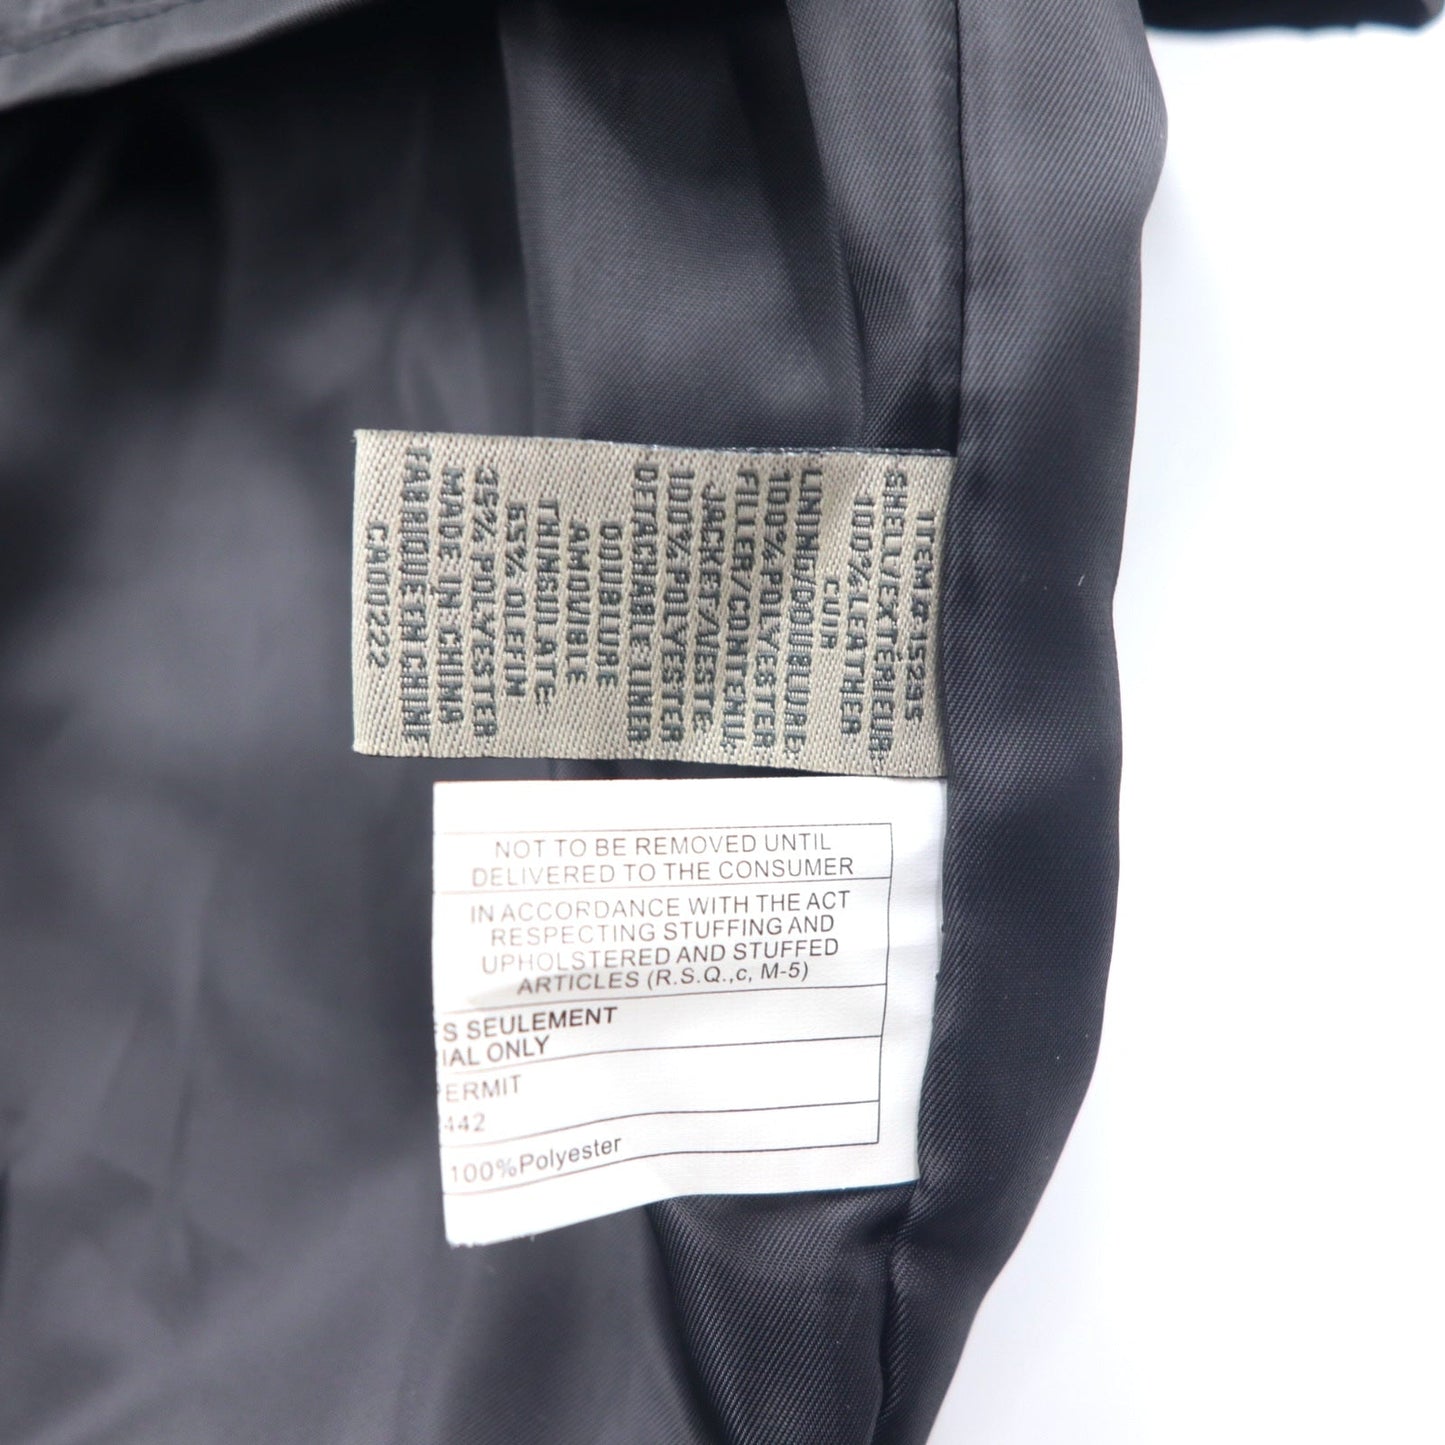 ITEM# 15295
SHELL/EXTERIEUR
100% LEATHER
CUIR
LINING/DOUBLURE:
100% POLYESTER
FILLER/CONTENU:
JACKET/VESTE
100% POLYESTER
DETACHABLE LINER
DOUBLURE
AMOVIBLE
THINSULATE:
65% OLEFIN
35% POLYESTER
MADE IN CHINA
FABRIQUE EN CHINE
CA00222
NOT TO BE REMOVED UNTIL
DELIVERED TO THE CONSUMER
IN ACCORDANCE WITH THE ACT
RESPECTING STUFFING AND
UPHOLSTERED AND STUFFED
ARTICLES (R.S.Q.,c, M-5)
S SEULEMENT
IAL ONLY
PERMIT
442
100%Polyester